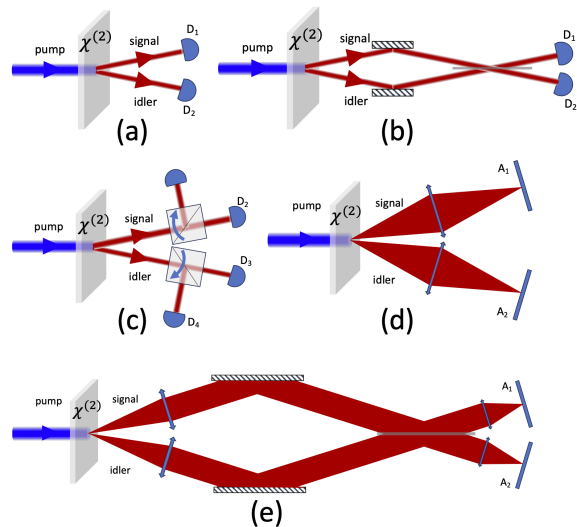 χ(2)
pump
signal
idler
D1
D2
(a)
χ(2)
pump
signal
idler
D1
D2
(b)
χ(2)
pump
signal
idler
D2
D3
D4
(c)
χ(2)
pump
signal
idler
A1
A2
(d)
χ(2)
pump
signal
idler
A1
A2
(e)